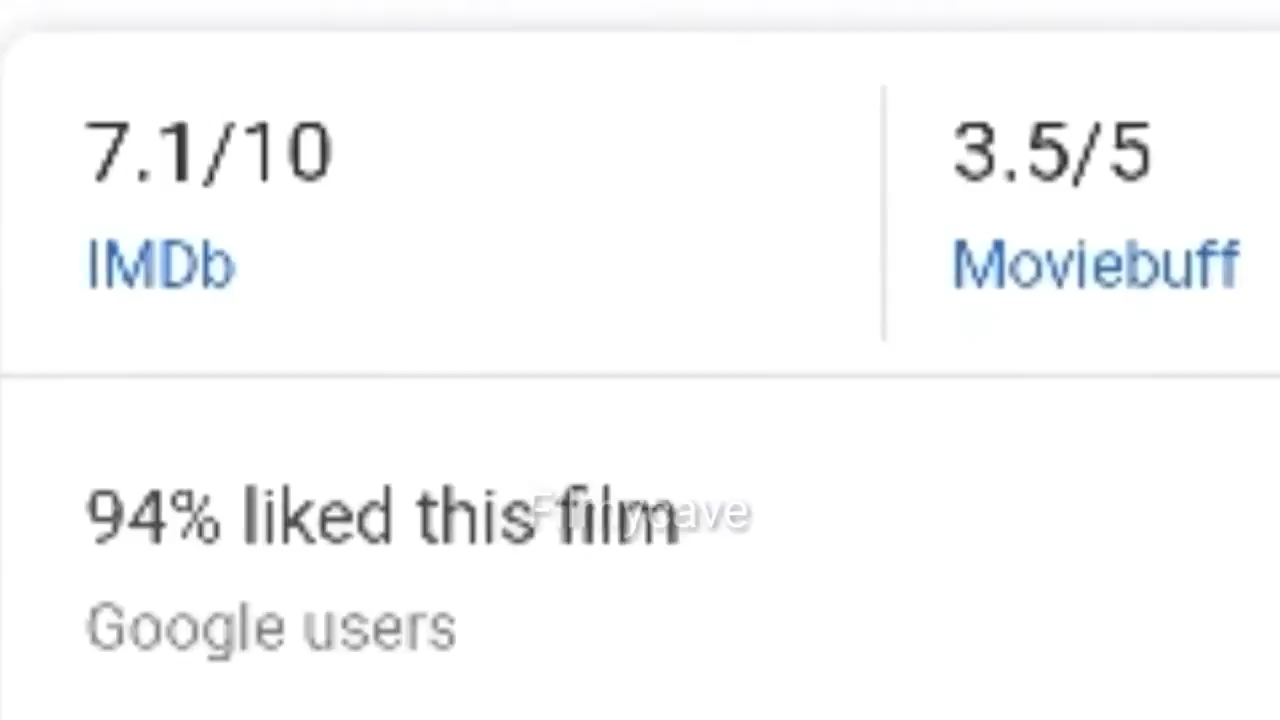 7.1/10
IMDb
3.5/5
Moviebuff
94% liked this film
Google users